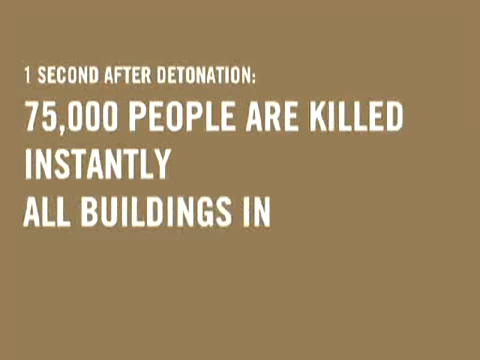 1 SECOND AFTER DETONATION:
75,000 PEOPLE ARE KILLED
INSTANTLY
ALL BUILDINGS IN